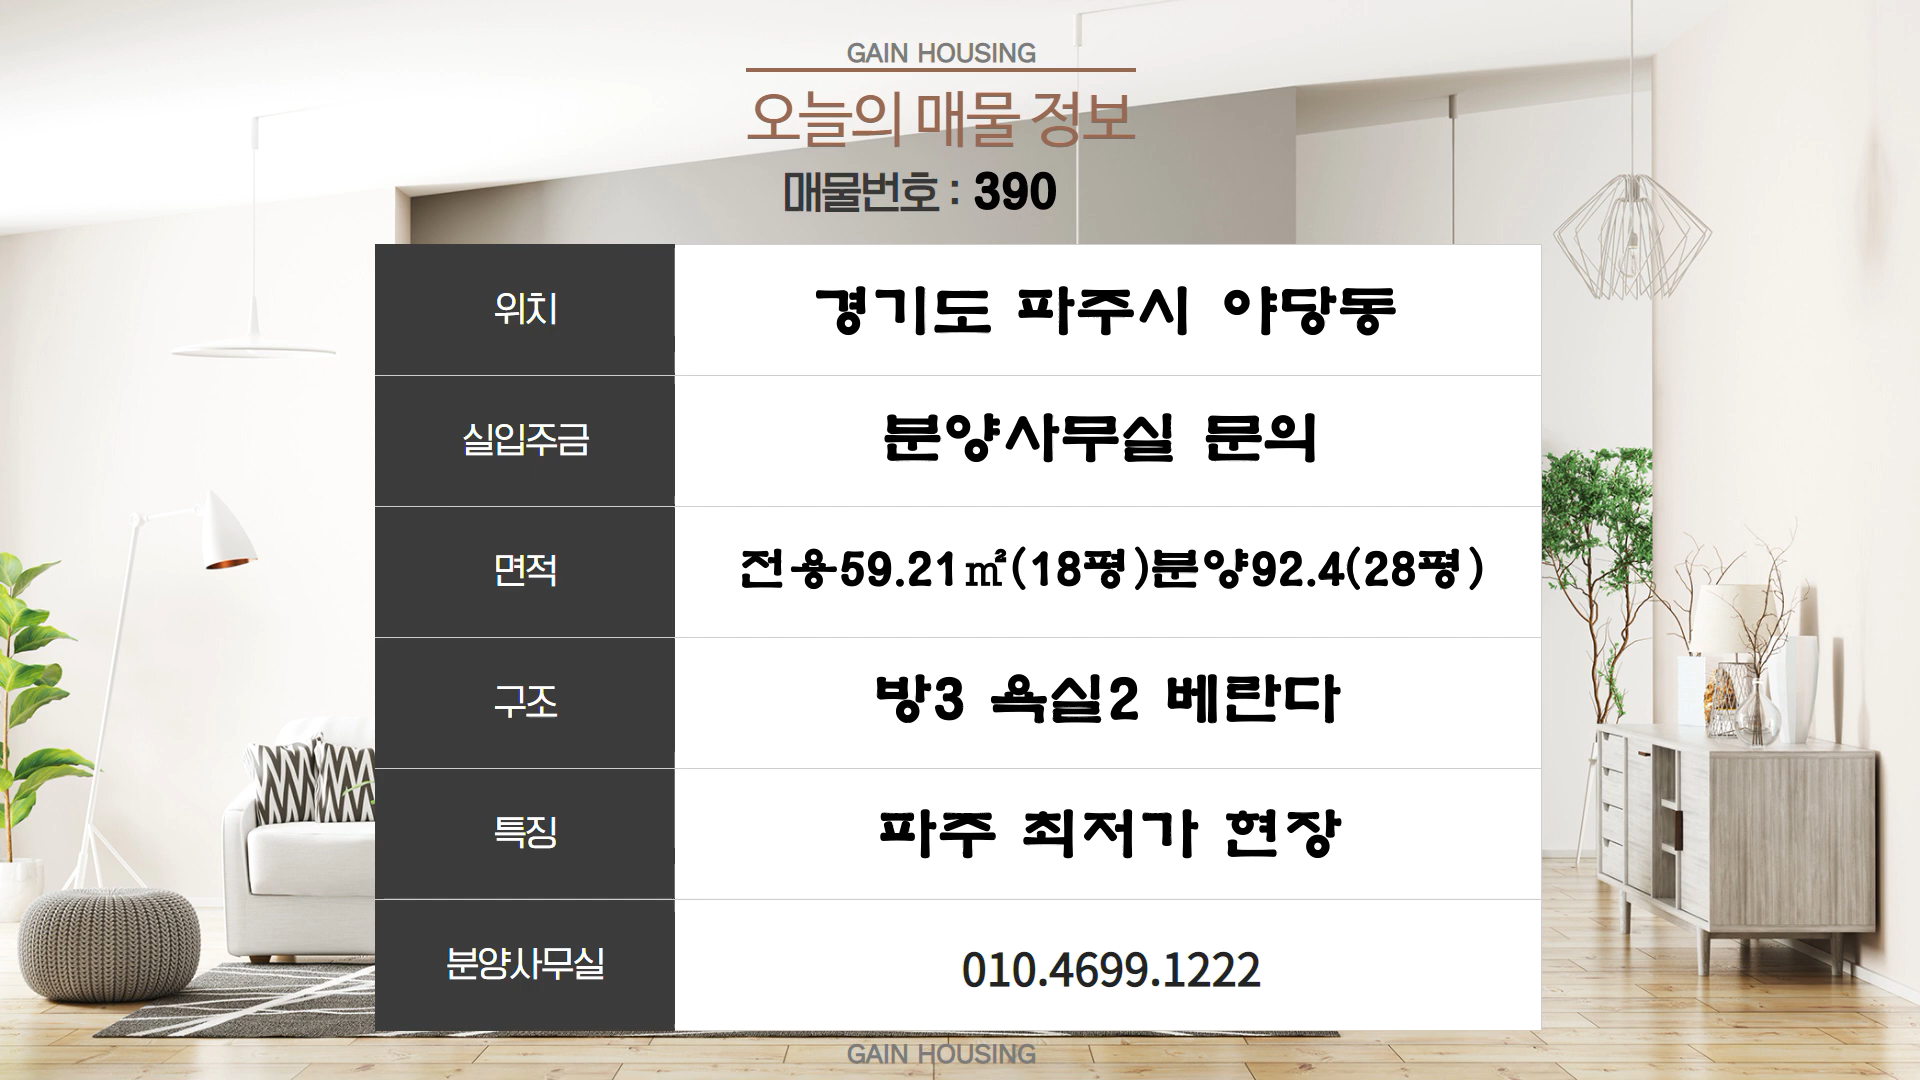 GAIN HOUSING
오늘의 매물 정보
매물번호 : 390
위치 경기도 파주시 야당동
실입주금 분양사무실 문의
면적 전용59.21㎡(18평)분양92.4(28평)
구조 방3 욕실2 베란다
특징 파주 최저가 현장
분양사무실 010.4699.1222
GAIN HOUSING